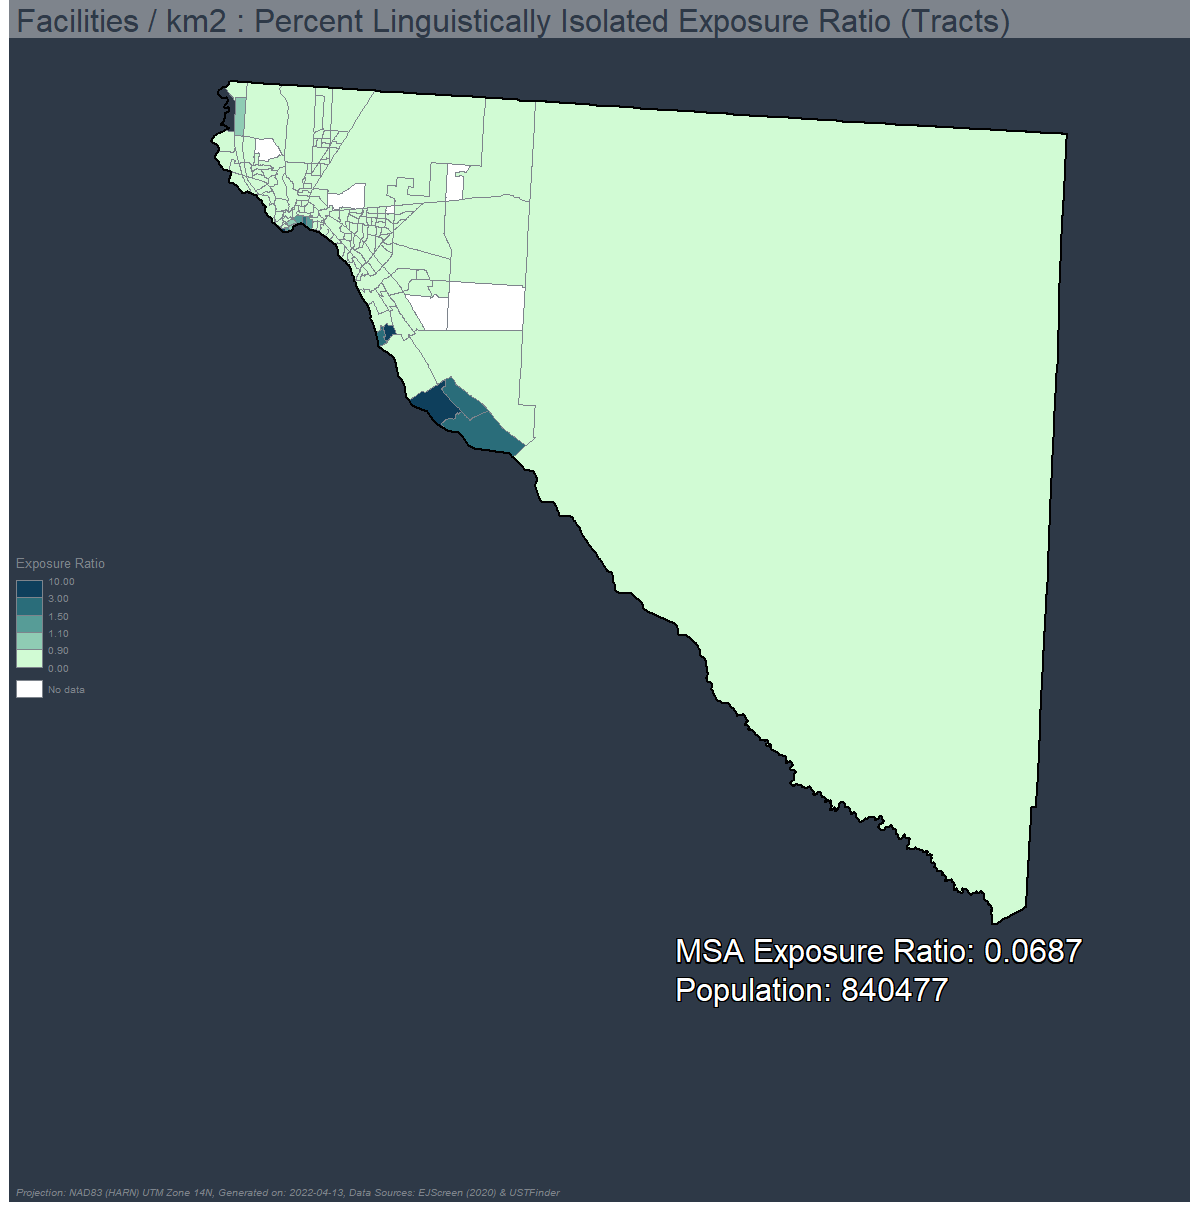 Facilities / km2 : Percent Linguistically Isolated Exposure Ratio (Tracts)
Exposure Ratio
10.00
3.00
1.50
1.10
0.90
0.00
No data
MSA Exposure Ratio: 0.0687
Population: 840477
Projection: NAD83 (HARN) UTM Zone 14N, Generated on: 2022-04-13, Data Sources: EJScreen (2020) & USTFinder